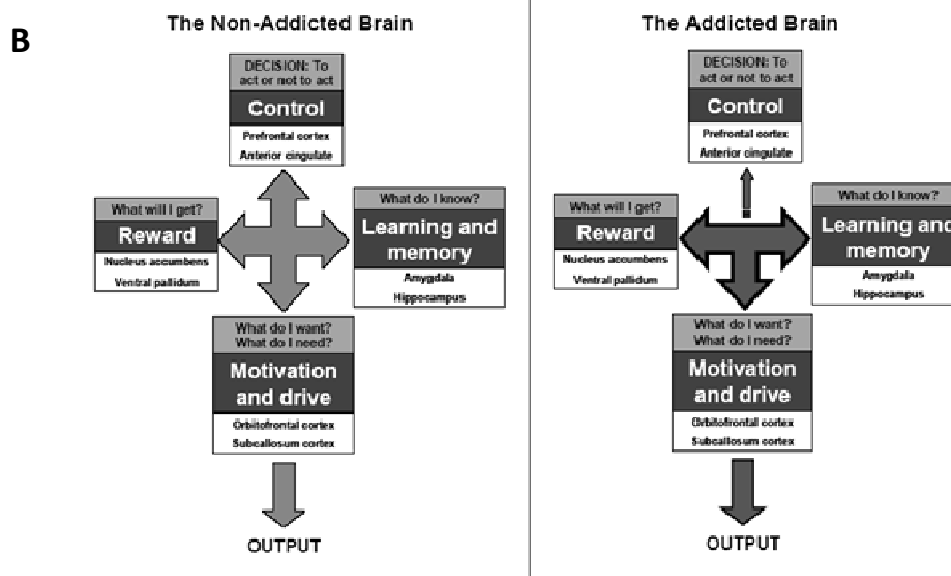 B
The Non-Addicted Brain
DECISION: To
act or not to act
Control
Prefrontal cortex
Anterior cingulate
What will I get?
Reward
Nucleus accumbens
Ventral pallidum
What do I know?
Learning and
memory
Amygdala
Hippocampus
What do I want?
What do I need?
Motivation
and drive
Orbitofrontal cortex
Subcallosum cortex
OUTPUT
The Addicted Brain
DECISION: To
act or not to act
Control
Prefrontal cortex
Anterior cingulate
What will I get?
Reward
Nucleus accumbens
Ventral pallidum
What do I know?
Learning and
memory
Amygdala
Hippocampus
What do I want?
What do I need?
Motivation
and drive
Orbitofrontal cortex
Subcallosum cortex
OUTPUT